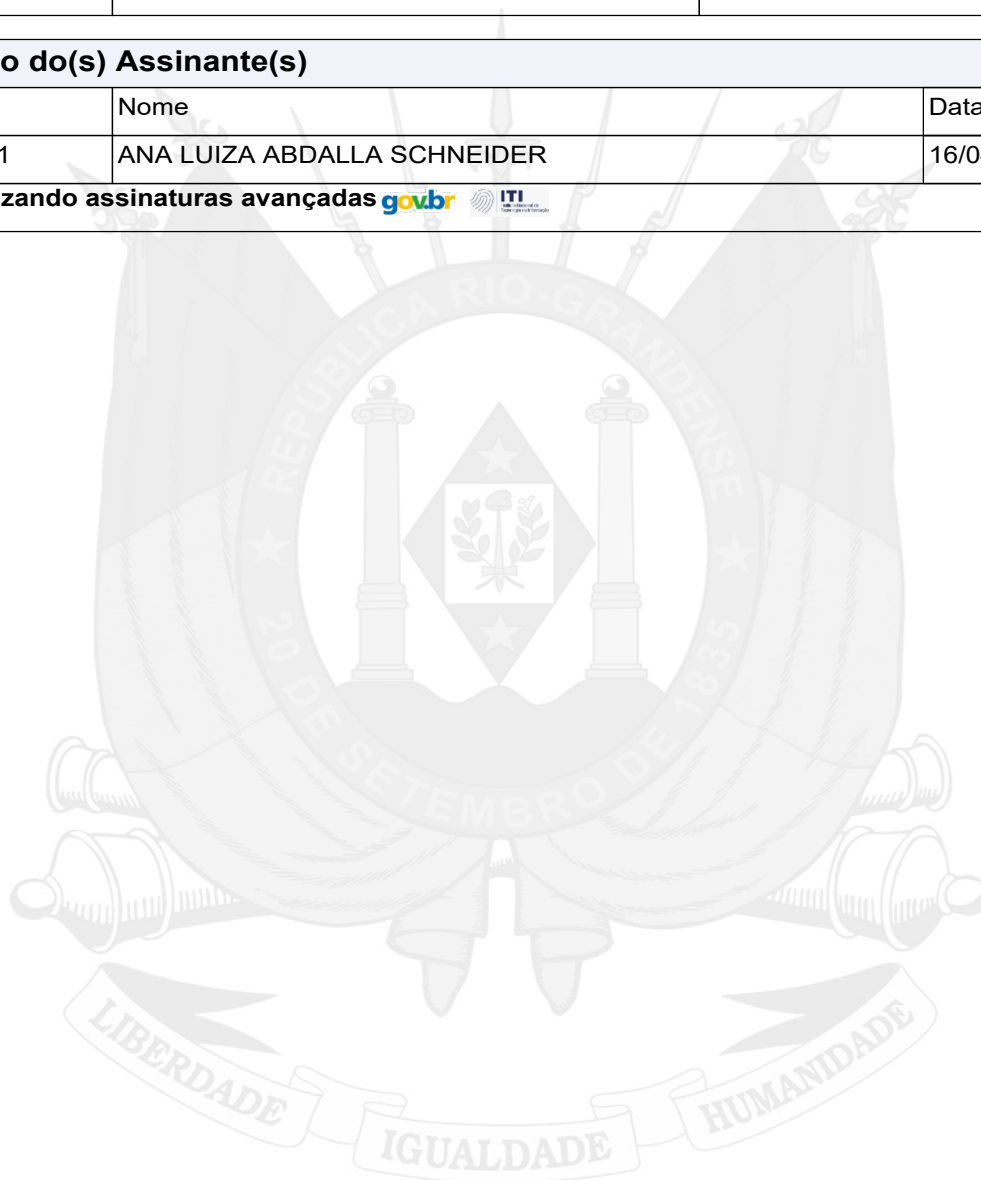 o do(s) Assinante(s)
Nome
Data
1
ANA LUIZA ABDALLA SCHNEIDER
16/0
zando assinaturas avançadas gov.br ITI
REPÚBLICA RIO-GRANDENSE
20 DE SETEMBRO DE 1835
LIBERDADE
IGUALDADE
HUMANIDADE